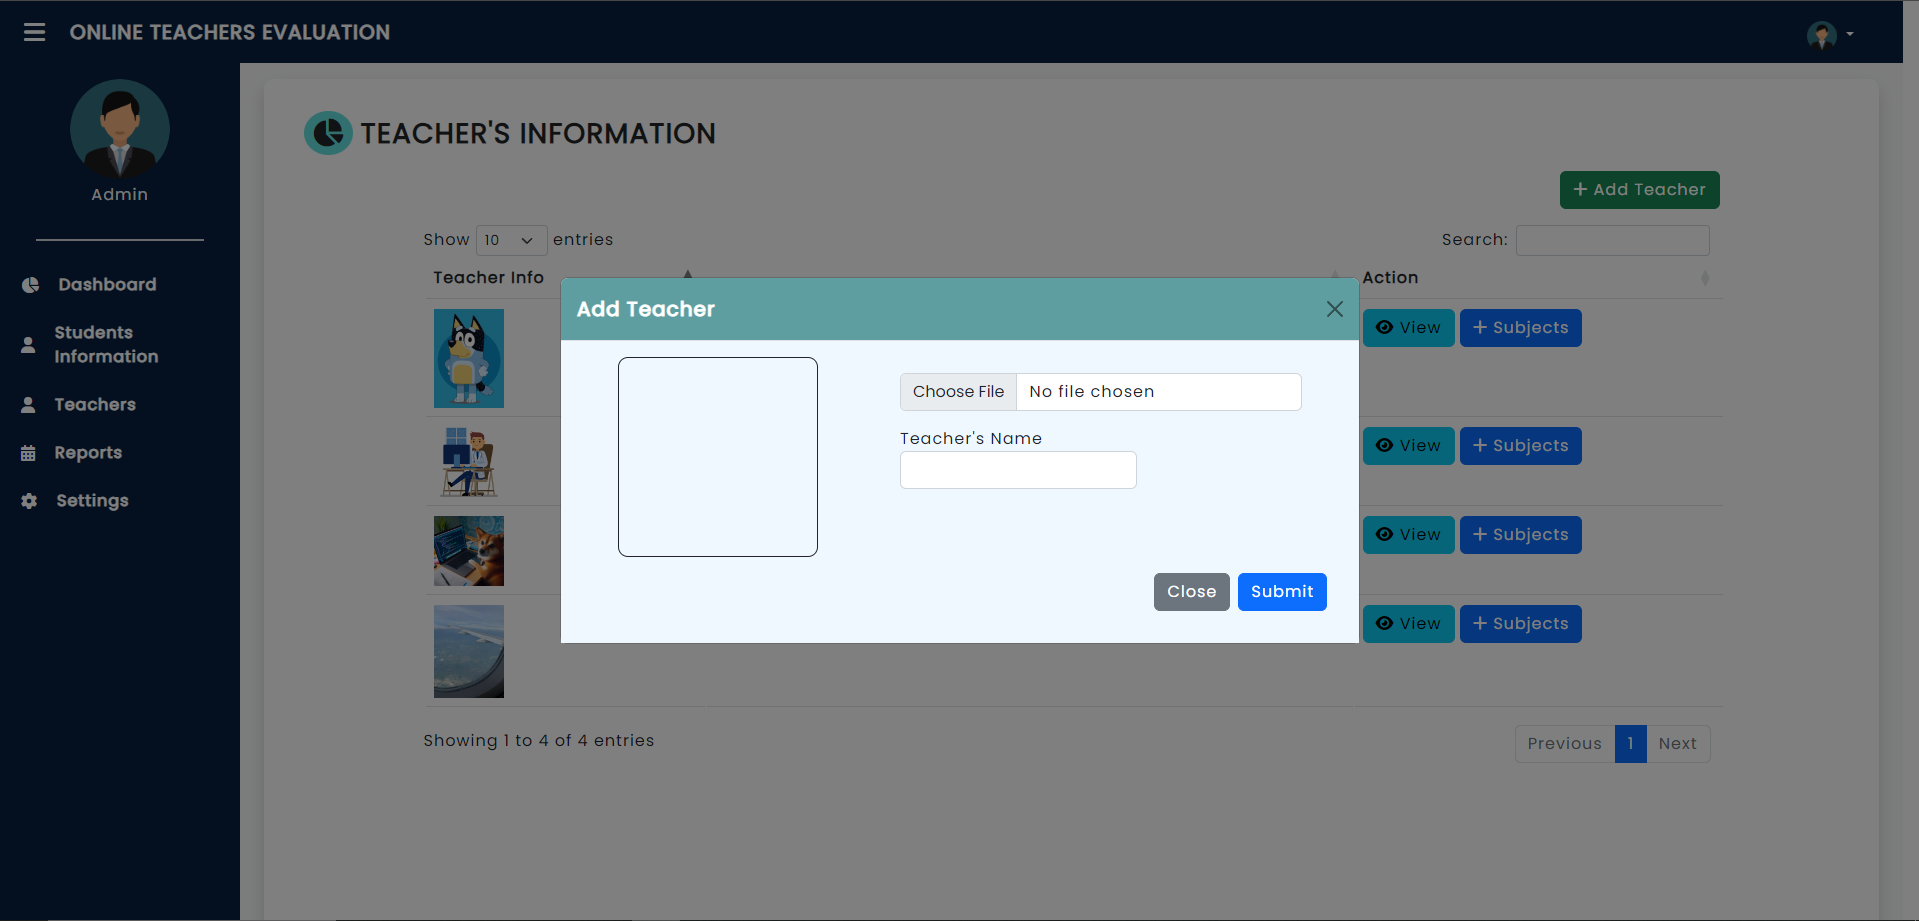 ONLINE TEACHERS EVALUATION
Admin
Dashboard
Students
Information
Teachers
Reports
Settings
TEACHER'S INFORMATION
+ Add Teacher
Show 10 entries
Search:
Teacher Info
Action
View + Subjects
View + Subjects
View + Subjects
View + Subjects
Add Teacher
Choose File No file chosen
Teacher's Name
Close Submit
Showing 1 to 4 of 4 entries
Previous 1 Next